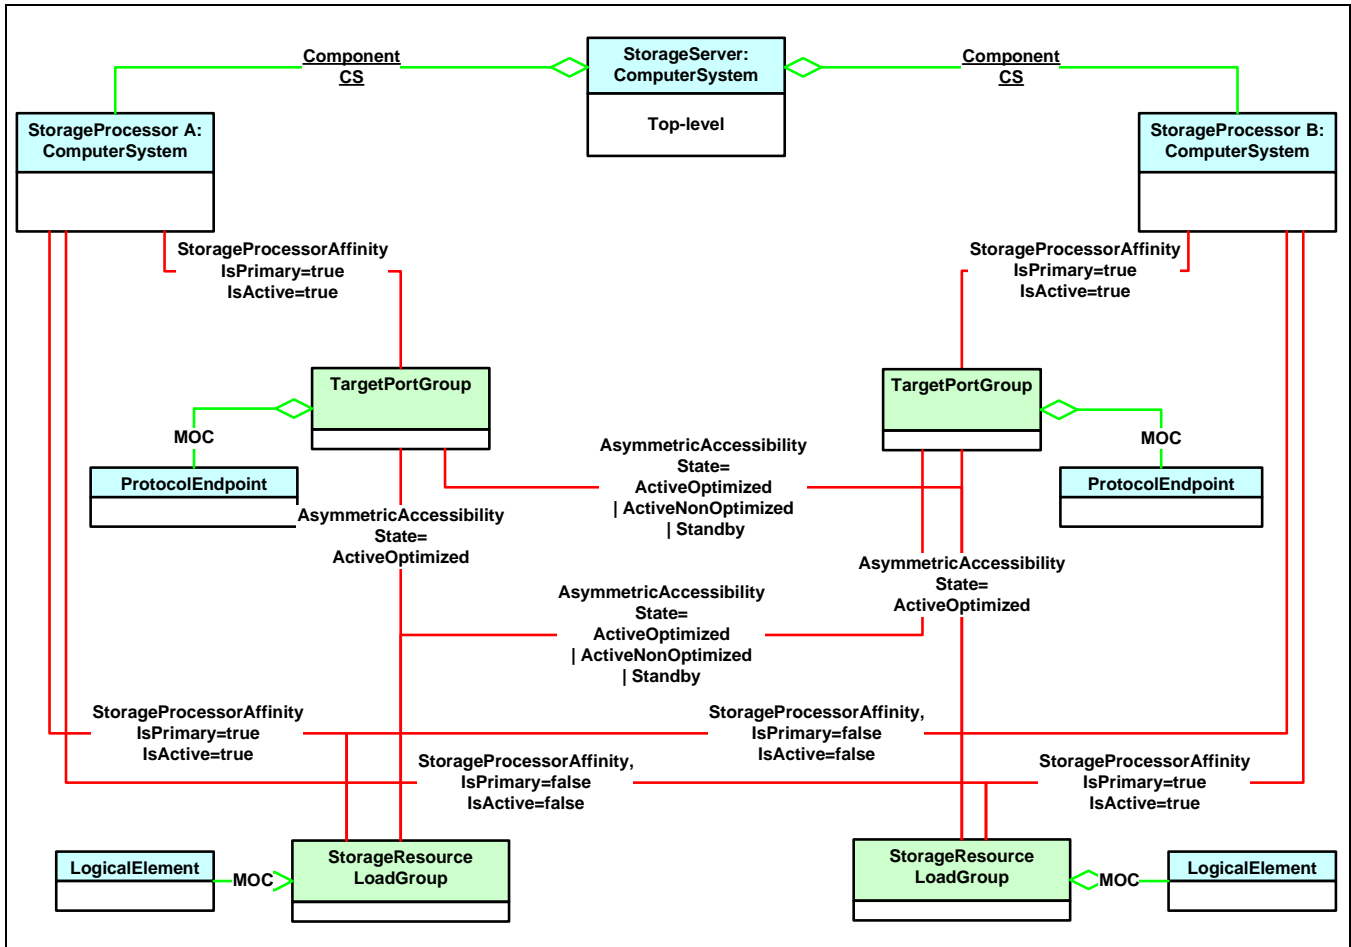 Component
CS
StorageServer:
ComputerSystem
Top-level
Component
CS
StorageProcessor A:
ComputerSystem
StorageProcessor B:
ComputerSystem
StorageProcessorAffinity
IsPrimary=true
IsActive=true
StorageProcessorAffinity
IsPrimary=true
IsActive=true
TargetPortGroup
TargetPortGroup
MOC
MOC
ProtocolEndpoint
ProtocolEndpoint
AsymmetricAccessibility
State=
ActiveOptimized
| ActiveNonOptimized
| Standby
AsymmetricAccessibility
State=
ActiveOptimized
AsymmetricAccessibility
State=
ActiveOptimized
AsymmetricAccessibility
State=
ActiveOptimized
| ActiveNonOptimized
| Standby
StorageProcessorAffinity
IsPrimary=true
IsActive=true
StorageProcessorAffinity,
IsPrimary=false
IsActive=false
StorageProcessorAffinity,
IsPrimary=false
IsActive=false
StorageProcessorAffinity
IsPrimary=true
IsActive=true
LogicalElement
MOC
StorageResource
LoadGroup
StorageResource
LoadGroup
MOC
LogicalElement